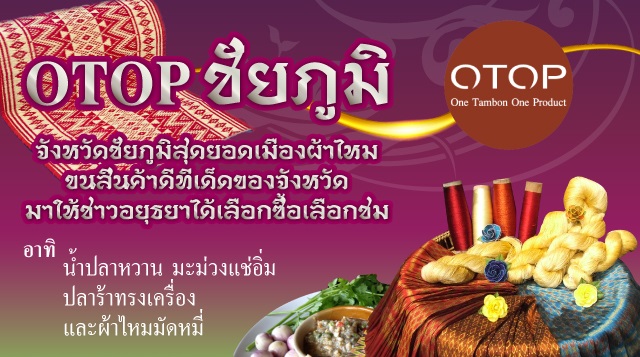 OTOP ชัยภูมิ
OTOP
One Tambon One Product
จังหวัดชัยภูมิสุดยอดเมืองผ้าไหม
ขนสินค้าดีทีเด็ดของจังหวัด
มาให้ชาวอยุธยาได้เลือกซื้อเลือกชม
อาทิ
น้ำปลาหวาน มะม่วงแช่อิ่ม
ปลาร้าทรงเครื่อง
และผ้าไหมมัดหมี่